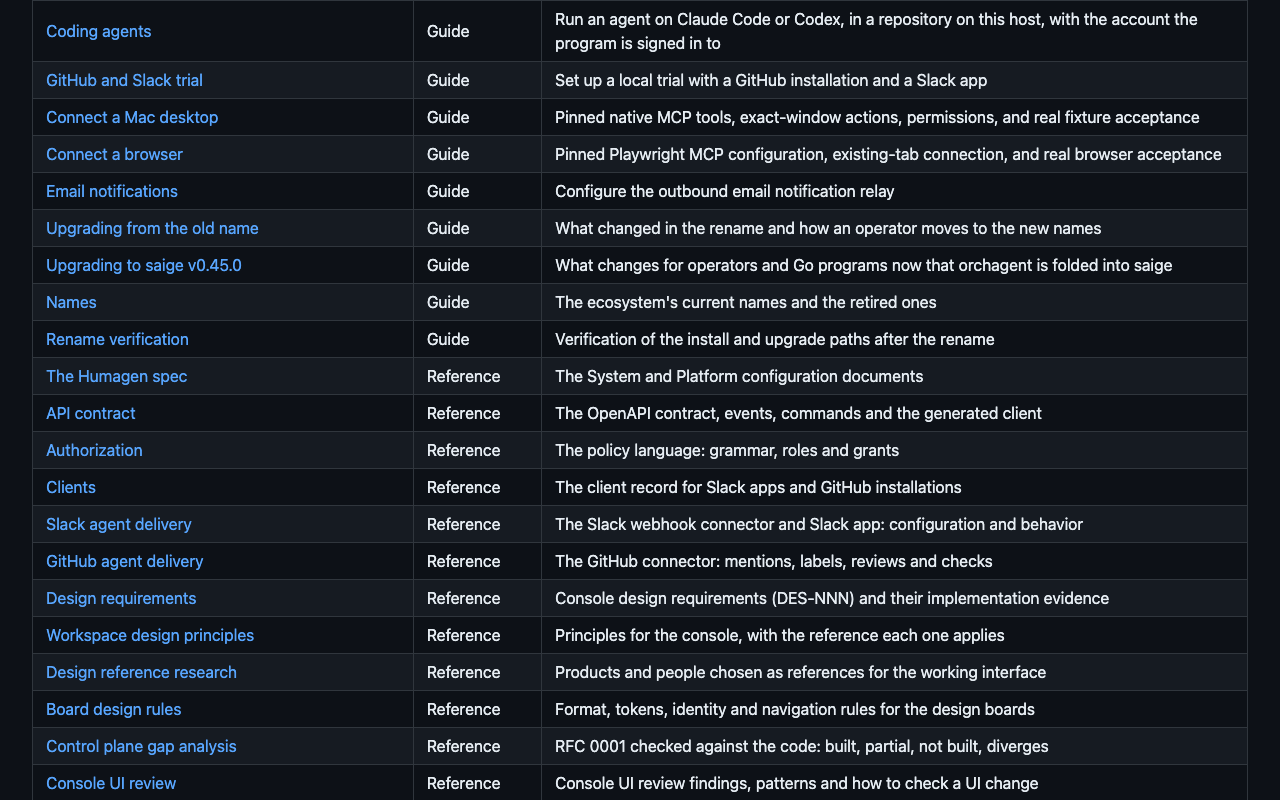 Coding agents Guide Run an agent on Claude Code or Codex, in a repository on this host, with the account the
program is signed in to
GitHub and Slack trial Guide Set up a local trial with a GitHub installation and a Slack app
Connect a Mac desktop Guide Pinned native MCP tools, exact-window actions, permissions, and real fixture acceptance
Connect a browser Guide Pinned Playwright MCP configuration, existing-tab connection, and real browser acceptance
Email notifications Guide Configure the outbound email notification relay
Upgrading from the old name Guide What changed in the rename and how an operator moves to the new names
Upgrading to saige v0.45.0 Guide What changes for operators and Go programs now that orchagent is folded into saige
Names Guide The ecosystem's current names and the retired ones
Rename verification Guide Verification of the install and upgrade paths after the rename
The Humagen spec Reference The System and Platform configuration documents
API contract Reference The OpenAPI contract, events, commands and the generated client
Authorization Reference The policy language: grammar, roles and grants
Clients Reference The client record for Slack apps and GitHub installations
Slack agent delivery Reference The Slack webhook connector and Slack app: configuration and behavior
GitHub agent delivery Reference The GitHub connector: mentions, labels, reviews and checks
Design requirements Reference Console design requirements (DES-NNN) and their implementation evidence
Workspace design principles Reference Principles for the console, with the reference each one applies
Design reference research Reference Products and people chosen as references for the working interface
Board design rules Reference Format, tokens, identity and navigation rules for the design boards
Control plane gap analysis Reference RFC 0001 checked against the code: built, partial, not built, diverges
Console UI review Reference Console UI review findings, patterns and how to check a UI change